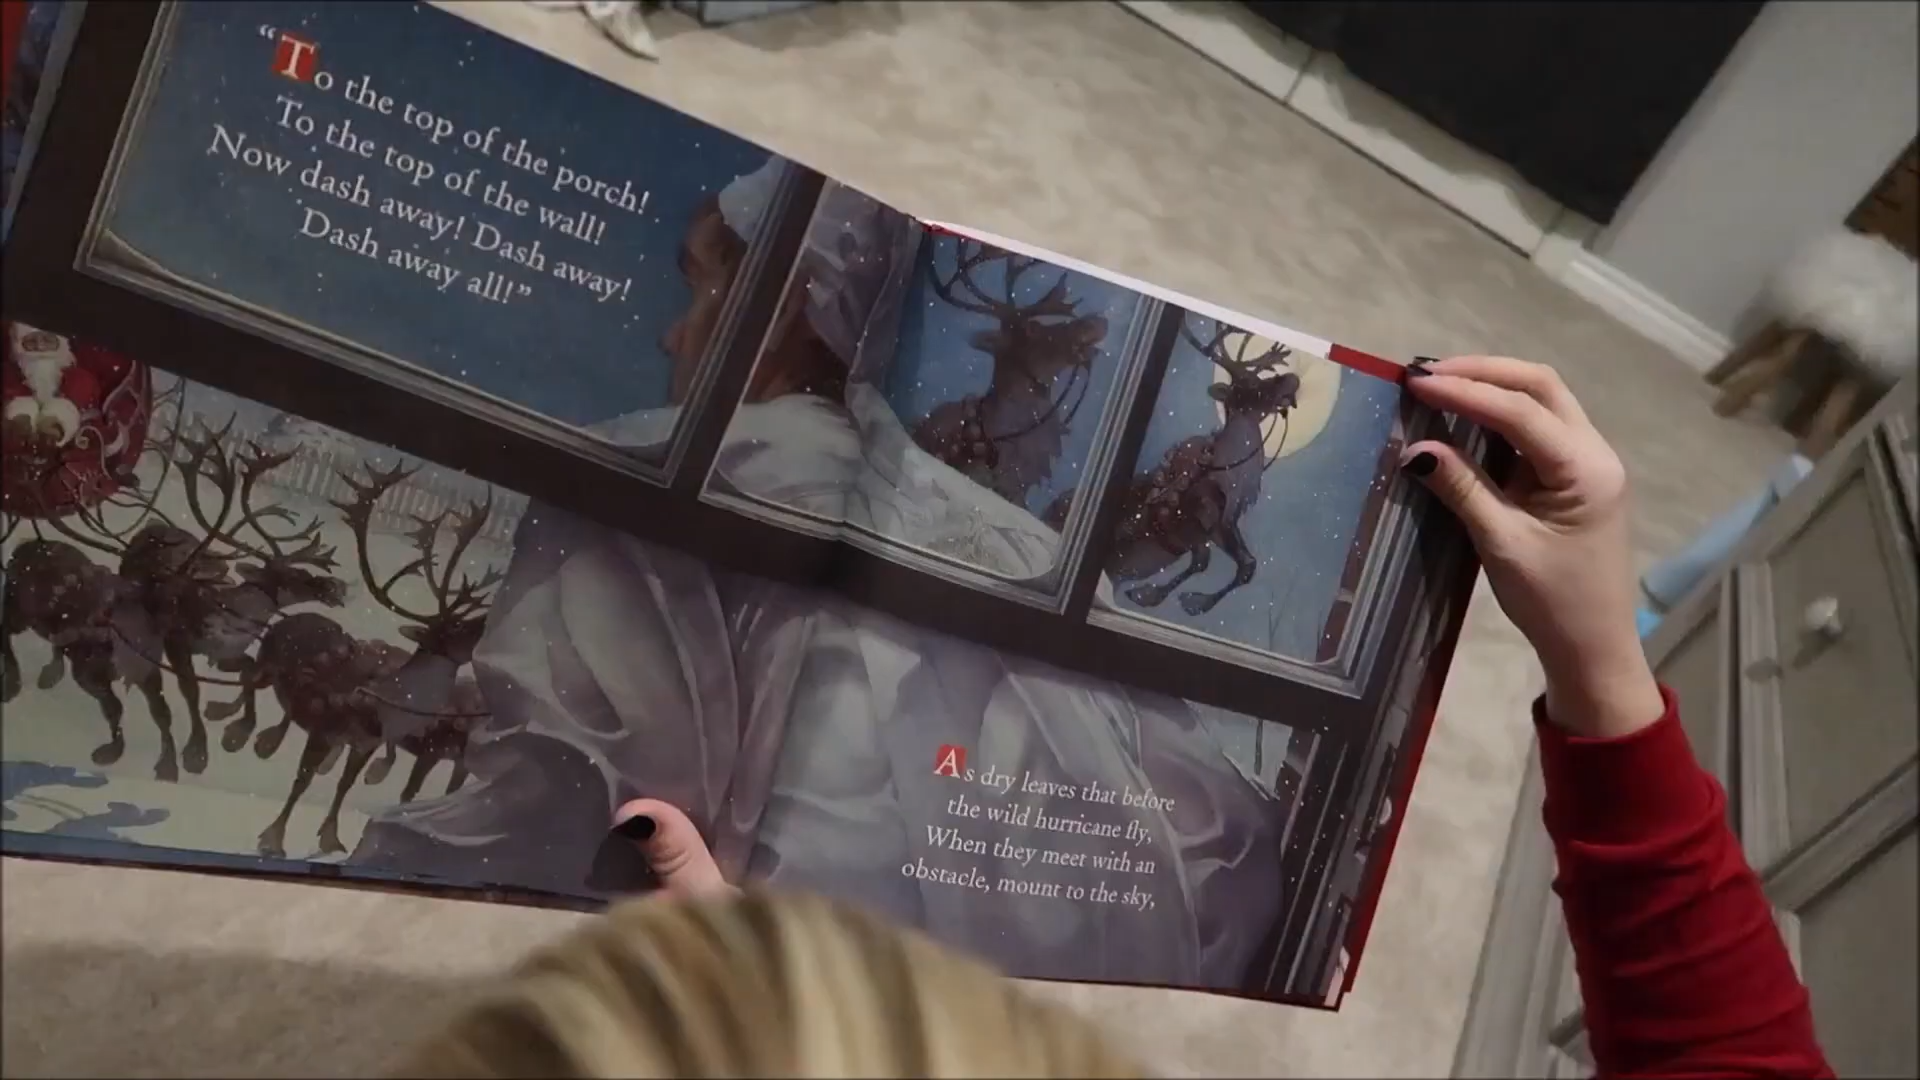 “To the top of the porch!
To the top of the wall!
Now dash away! Dash away!
Dash away all!”
As dry leaves that before
the wild hurricane fly,
When they meet with an
obstacle, mount to the sky,